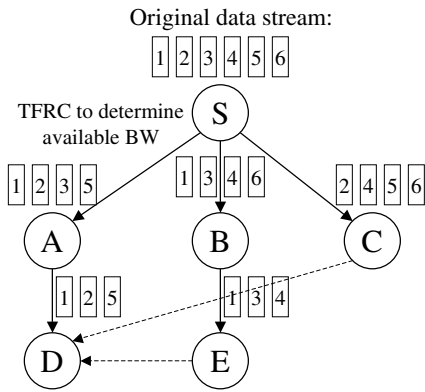 Original data stream:
1 2 3 4 5 6
TFRC to determine
available BW
S
1 2 3 5
1 3 4 6
2 4 5 6
A
B
C
1 2 5
1 3 4
D
E